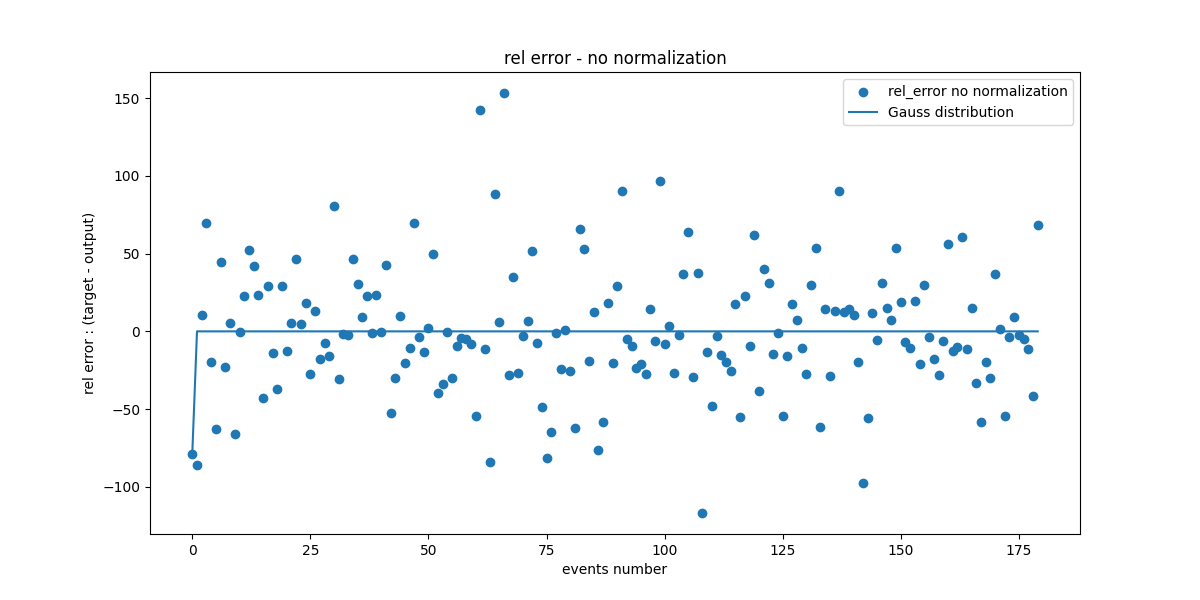 rel error - no normalization
rel_error no normalization
Gauss distribution
rel error : (target - output)
150
100
50
0
−50
−100
0
25
50
75
100
125
150
175
events number